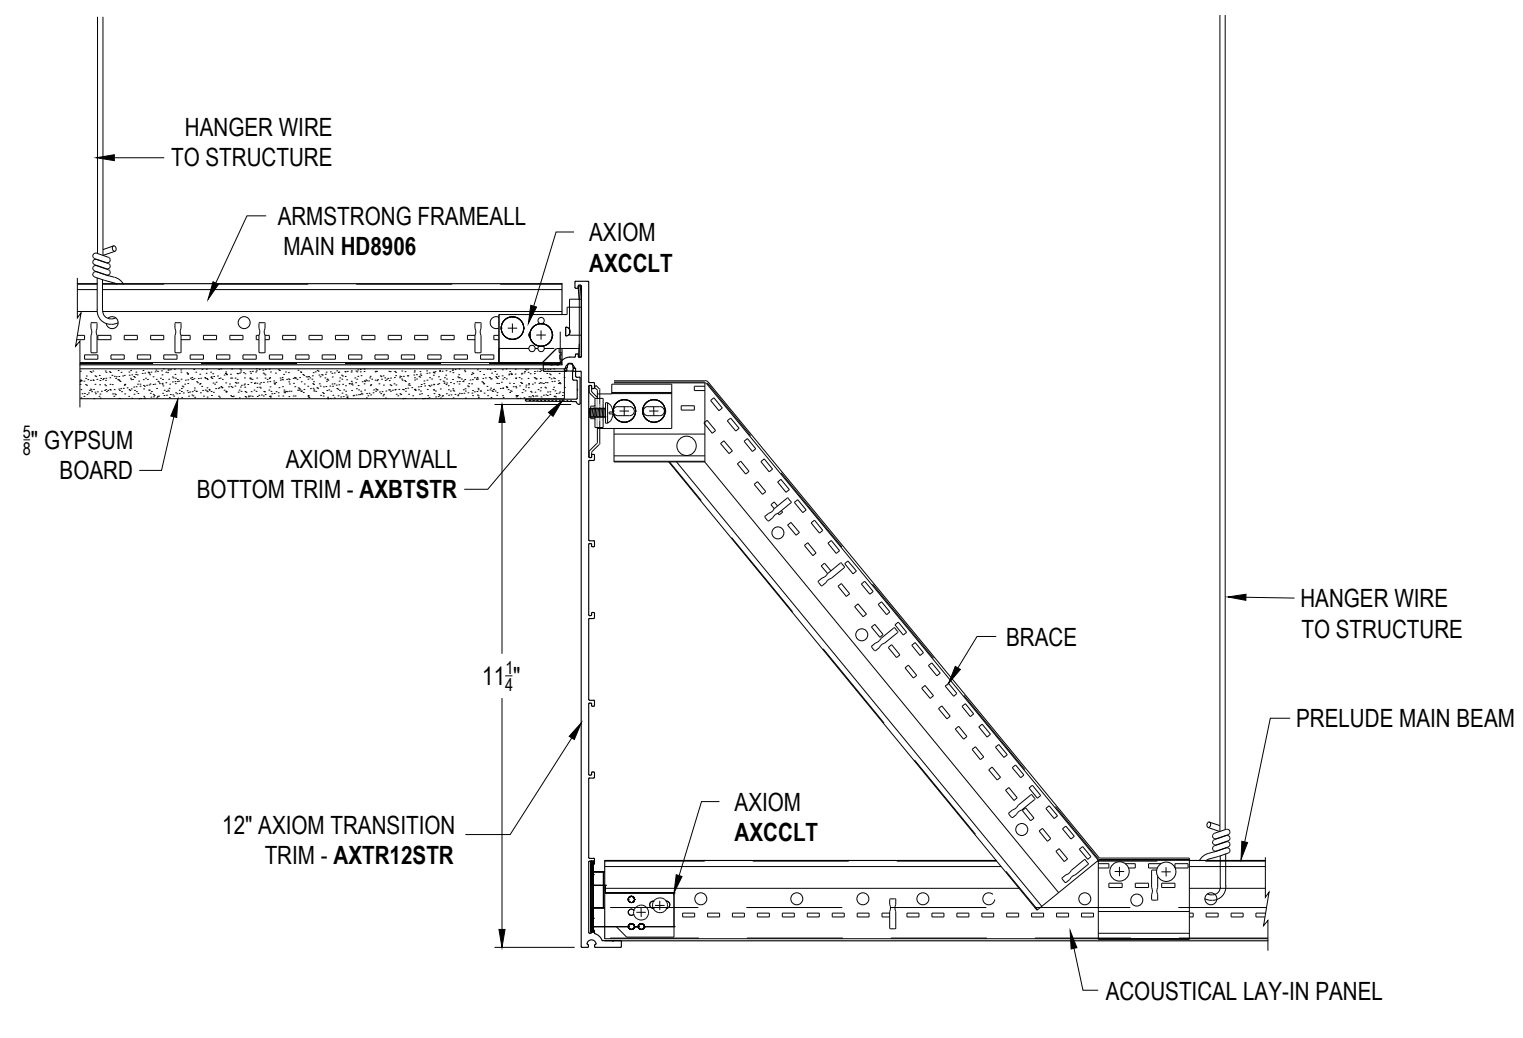 HANGER WIRE
TO STRUCTURE
ARMSTRONG FRAMEALL
MAIN HD8906
AXIOM
AXCCLT
5/8" GYPSUM
BOARD
AXIOM DRYWALL
BOTTOM TRIM - AXBTSTR
HANGER WIRE
TO STRUCTURE
BRACE
11 1/4"
PRELUDE MAIN BEAM
12" AXIOM TRANSITION
TRIM - AXTR12STR
AXIOM
AXCCLT
ACOUSTICAL LAY-IN PANEL